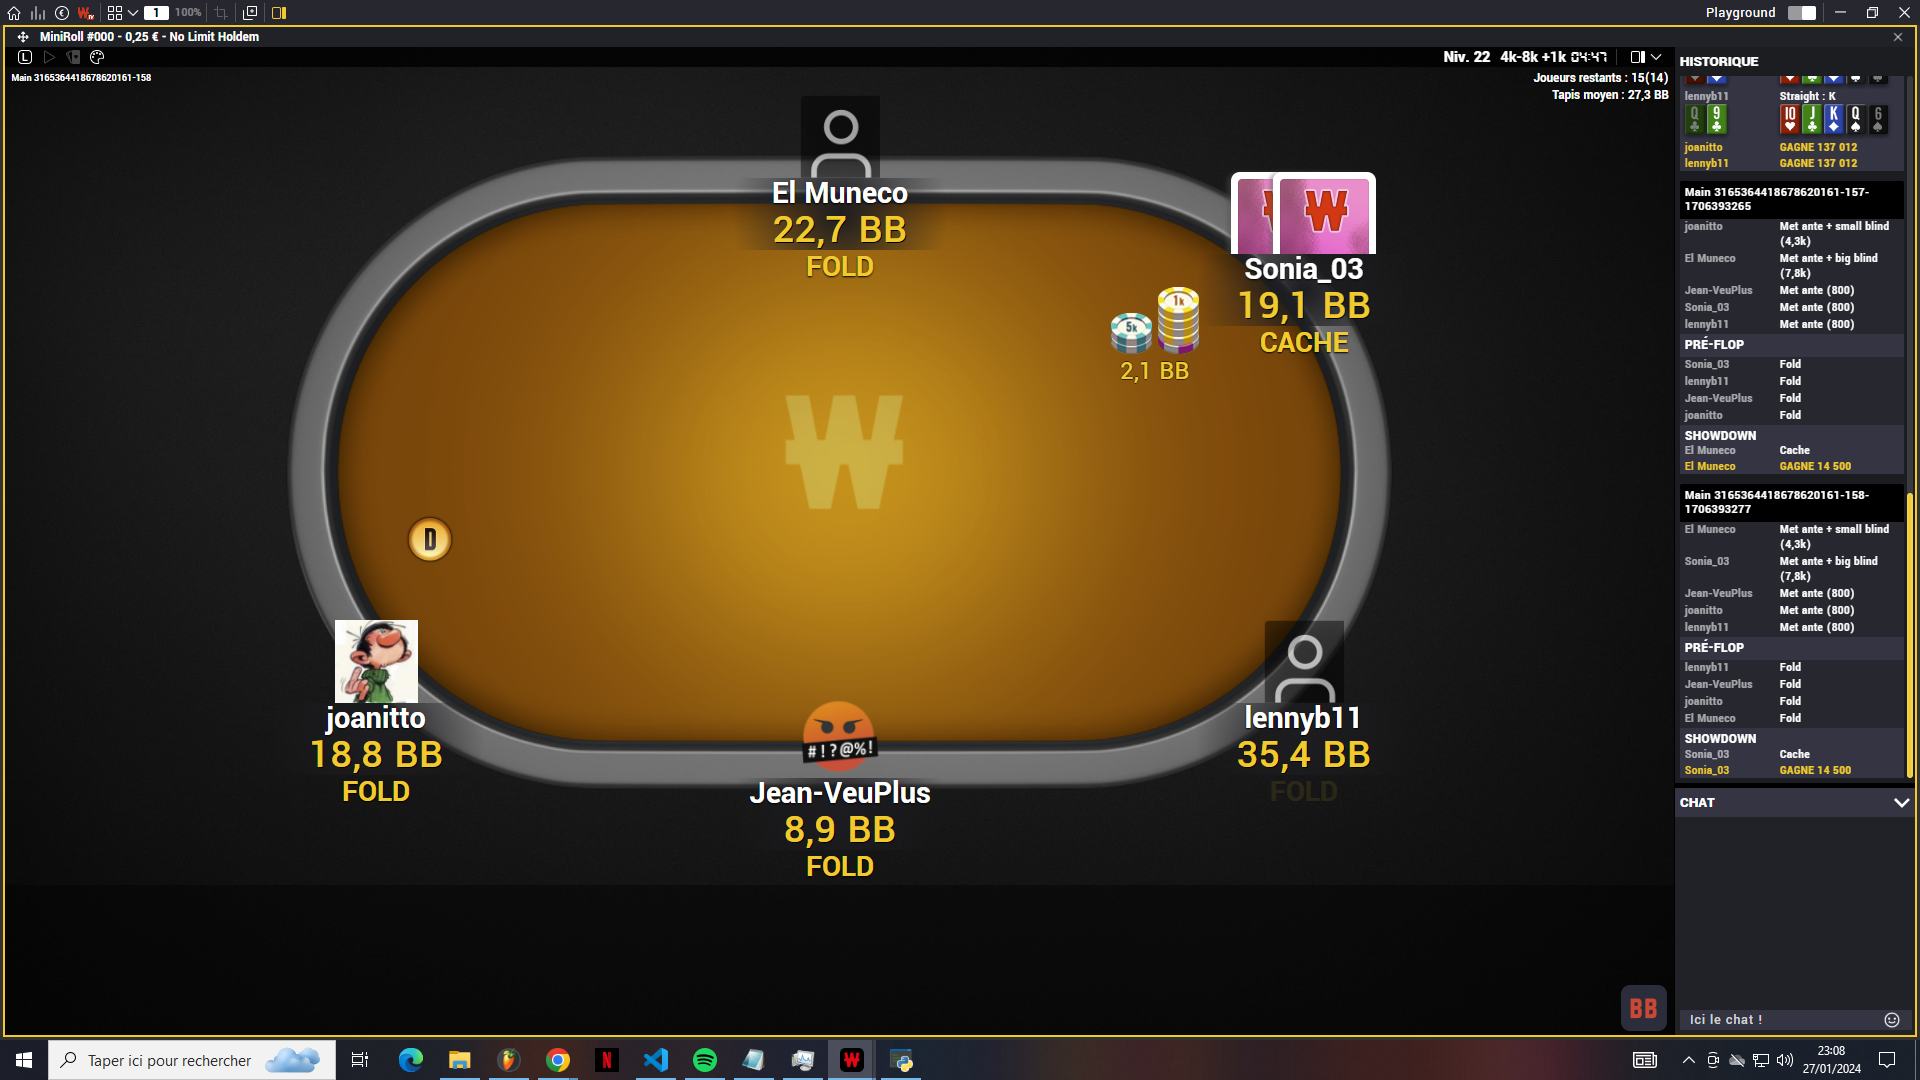 1
100%
Playground
MiniRoll #000 - 0,25 € - No Limit Holdem
L
Niv. 22 4k-8k +1k 04:47
Main 3165364418678620161-158
Joueurs restants : 15(14)
Tapis moyen : 27,3 BB
El Muneco
22,7 BB
FOLD
W
Sonia_03
19,1 BB
CACHE
5k
1k
2,1 BB
W
D
joanitto
18,8 BB
FOLD
#!?@%!
Jean-VeuPlus
8,9 BB
FOLD
lennyb11
35,4 BB
FOLD
BB
HISTORIQUE
lennyb11 Straight : K
Q 9 10 J K Q 6
joanitto GAGNE 137 012
lennyb11 GAGNE 137 012
Main 3165364418678620161-157-
1706393265
joanitto Met ante + small blind
(4,3k)
El Muneco Met ante + big blind
(7,8k)
Jean-VeuPlus Met ante (800)
Sonia_03 Met ante (800)
lennyb11 Met ante (800)
PRÉ-FLOP
Sonia_03 Fold
lennyb11 Fold
Jean-VeuPlus Fold
joanitto Fold
SHOWDOWN
El Muneco Cache
El Muneco GAGNE 14 500
Main 3165364418678620161-158-
1706393277
El Muneco Met ante + small blind
(4,3k)
Sonia_03 Met ante + big blind
(7,8k)
Jean-VeuPlus Met ante (800)
joanitto Met ante (800)
lennyb11 Met ante (800)
PRÉ-FLOP
lennyb11 Fold
Jean-VeuPlus Fold
joanitto Fold
El Muneco Fold
SHOWDOWN
Sonia_03 Cache
Sonia_03 GAGNE 14 500
CHAT
Ici le chat !
Taper ici pour rechercher
N
W
23:08
27/01/2024